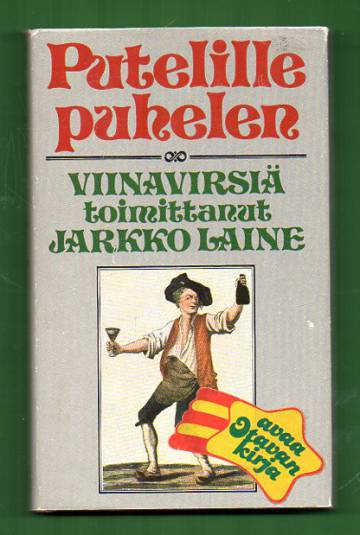 Putelille
puhelen
VIINAVIRSIÄ
toimittanut
JARKKO LAINE
avaa
Otavan
kirja